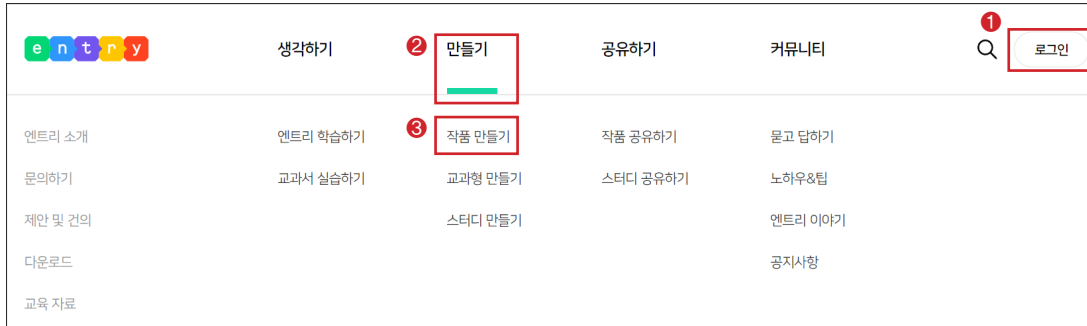 ❶
entry 생각하기 ❷ 만들기 공유하기 커뮤니티 로그인
엔트리 소개 엔트리 학습하기 ❸ 작품 만들기 작품 공유하기 묻고 답하기
문의하기 교과서 실습하기 교과형 만들기 스터디 공유하기 노하우&팁
제안 및 건의 스터디 만들기 엔트리 이야기
다운로드 공지사항
교육 자료